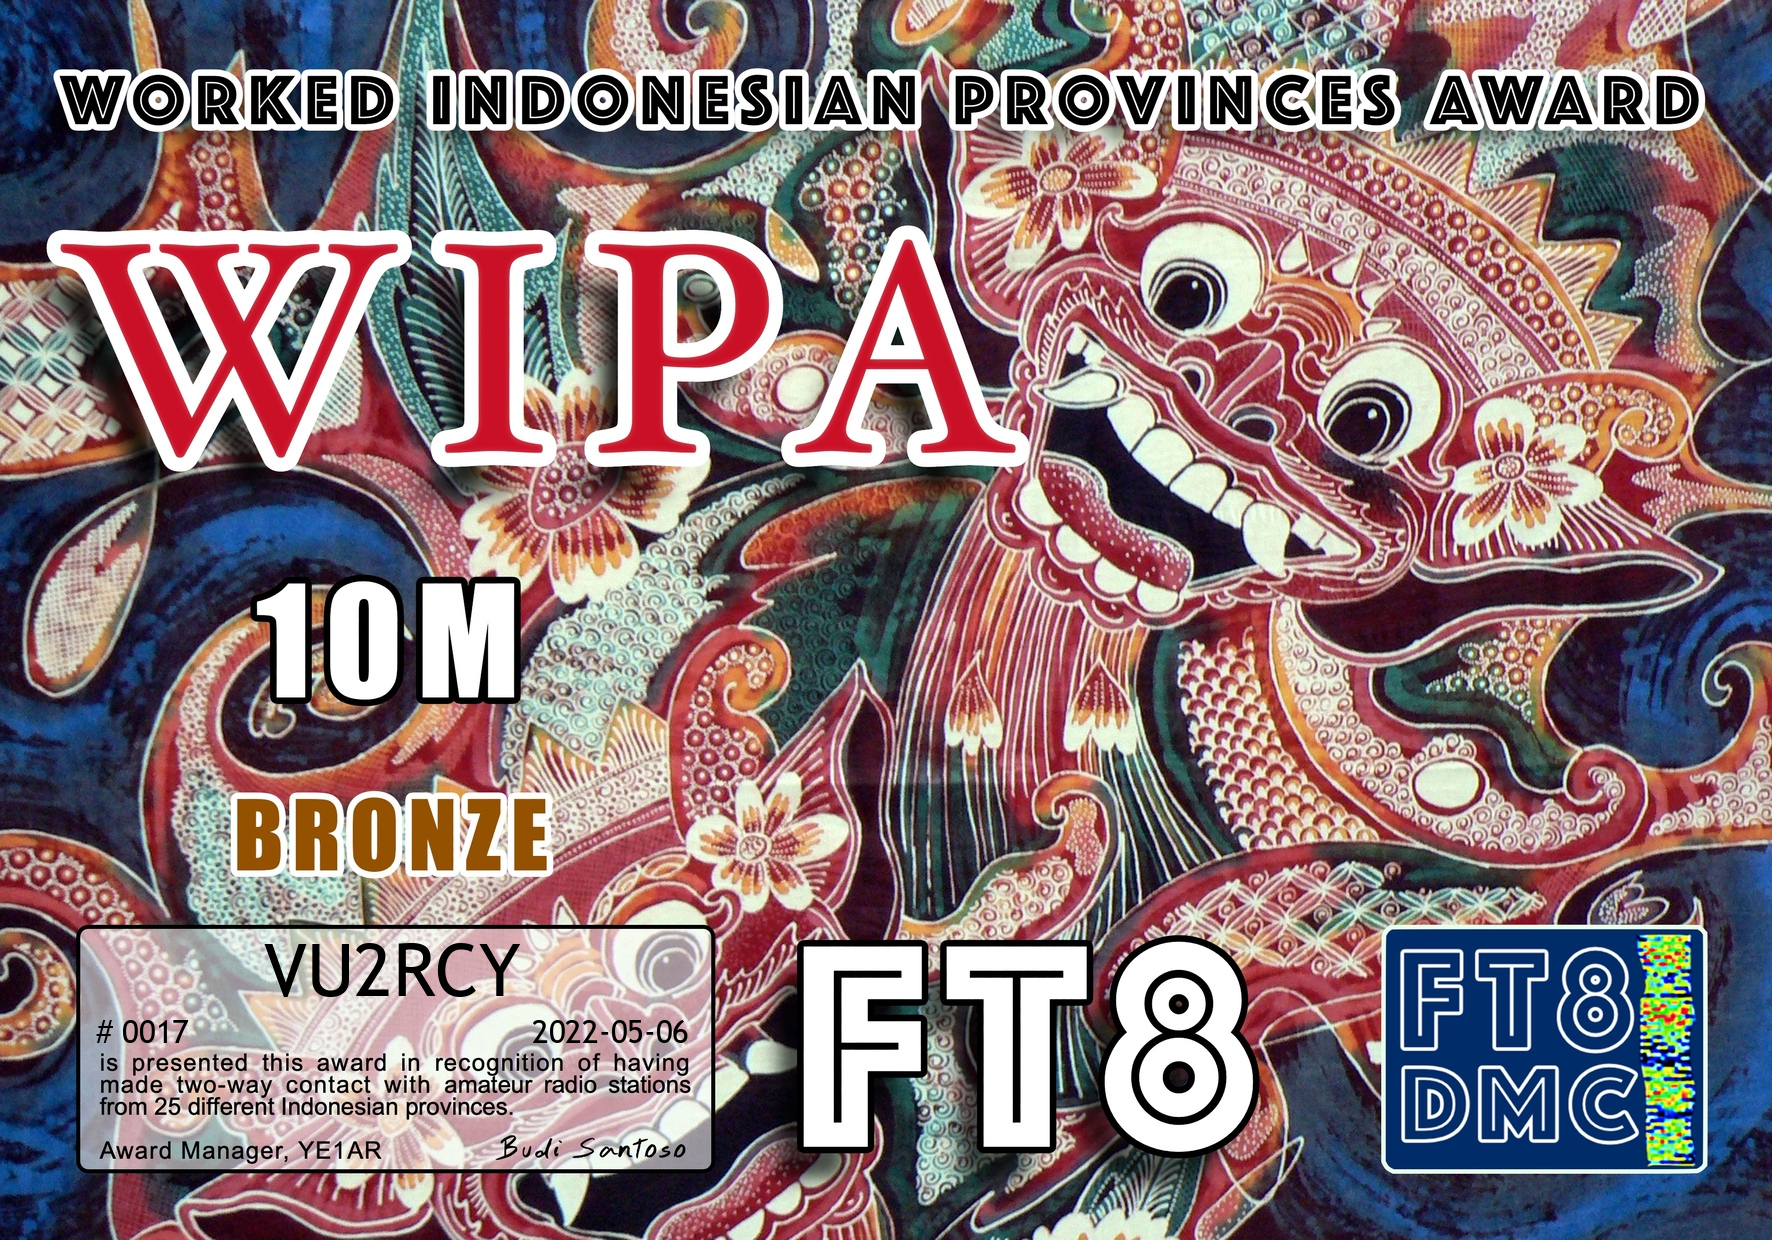 WORKED INDONESIAN PROVINCES AWARD
WIPA
10M
BRONZE
VU2RCY
# 0017 2022-05-06
is presented this award in recognition of having
made two-way contact with amateur radio stations
from 25 different Indonesian provinces.
Award Manager, YE1AR Budi Santoso
FT8
FT8
DMC